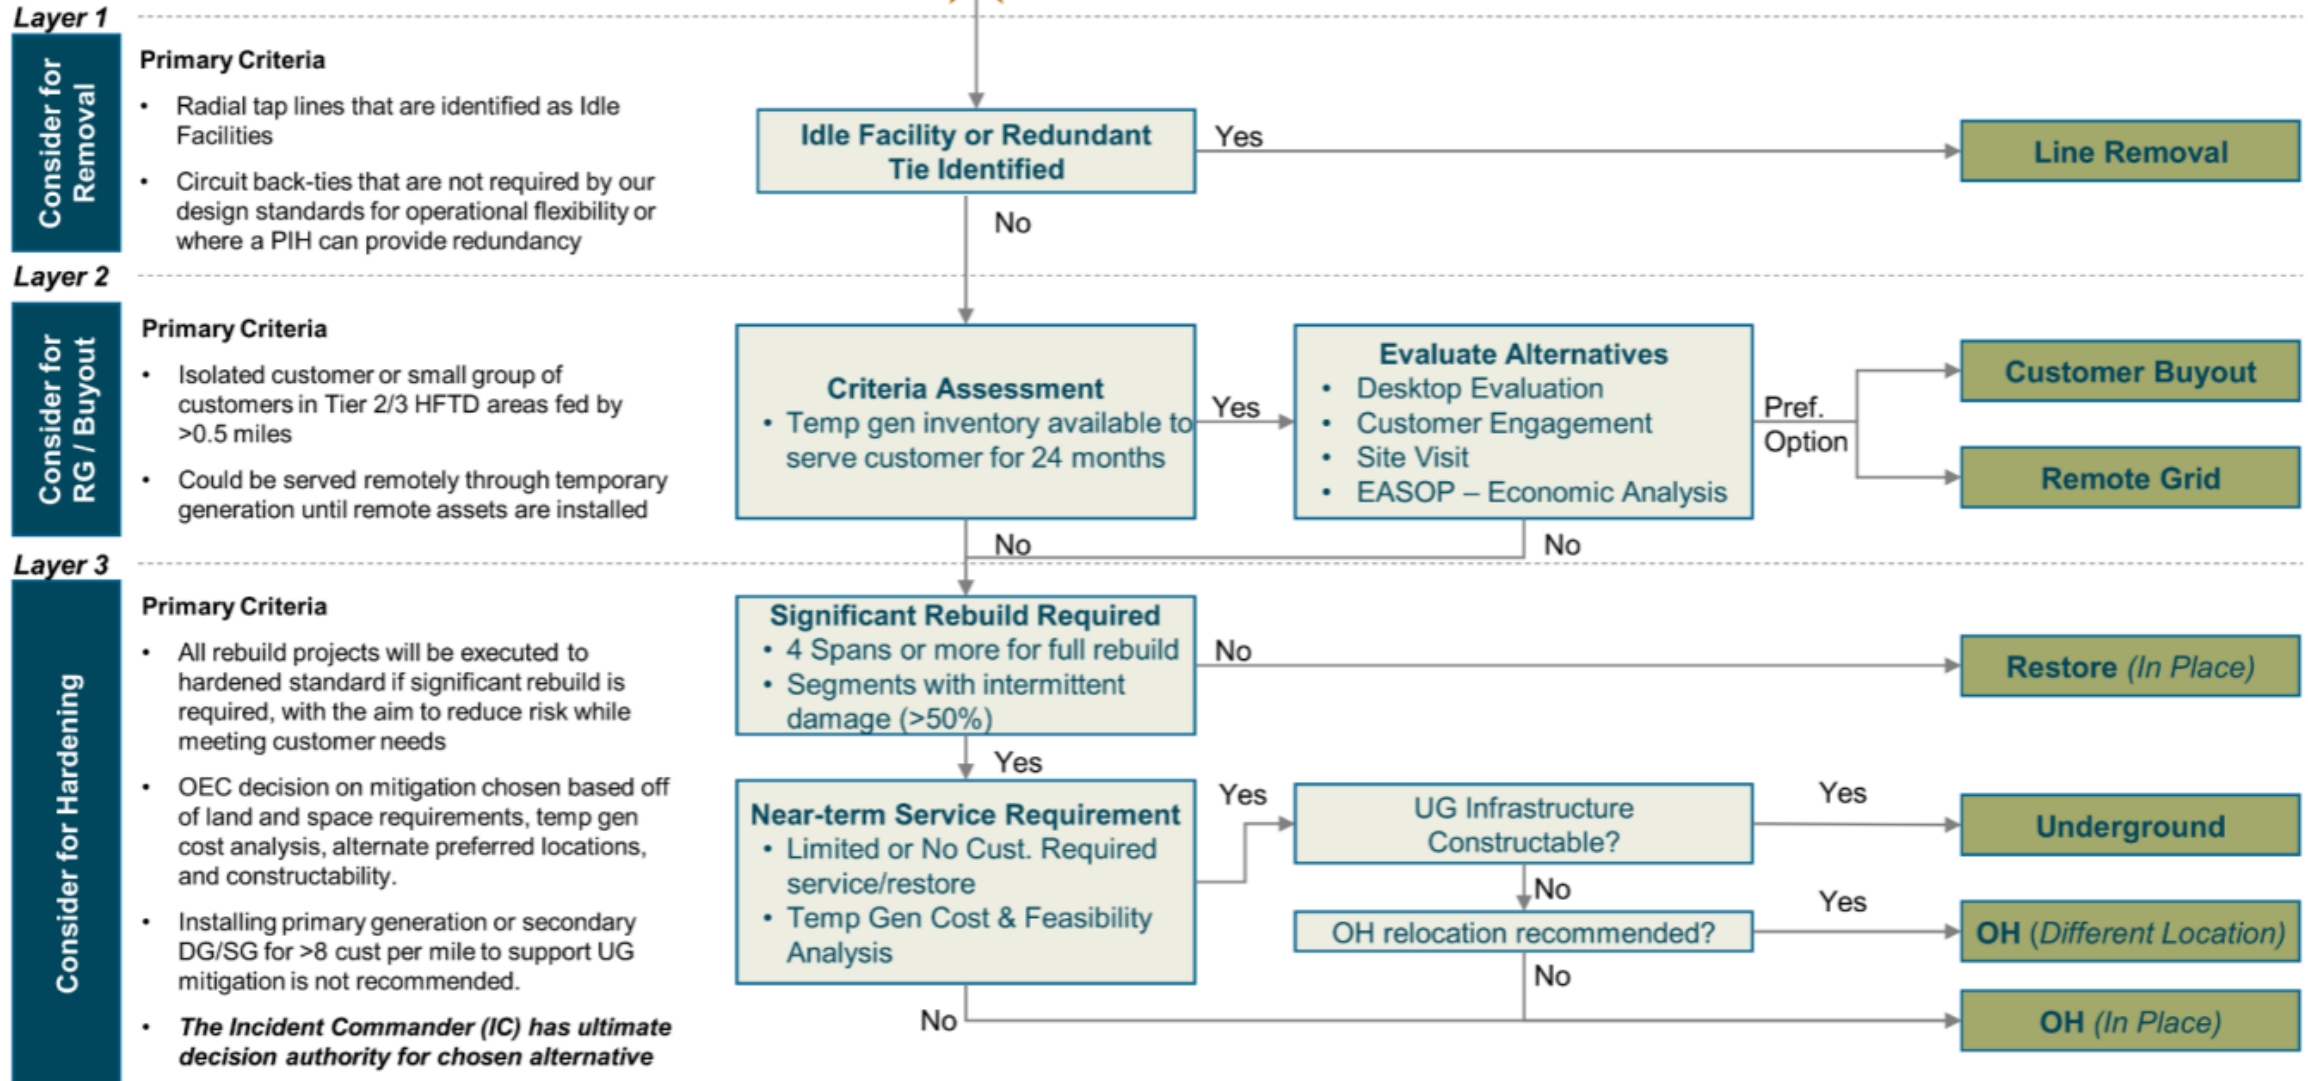 Layer 1
Consider for
Removal
Primary Criteria
• Radial tap lines that are identified as Idle
Facilities
• Circuit back-ties that are not required by our
design standards for operational flexibility or
where a PIH can provide redundancy
Idle Facility or Redundant
Tie Identified
Yes
Line Removal
No
Layer 2
Consider for
RG / Buyout
Primary Criteria
• Isolated customer or small group of
customers in Tier 2/3 HFTD areas fed by
>0.5 miles
• Could be served remotely through temporary
generation until remote assets are installed
Criteria Assessment
• Temp gen inventory available to
serve customer for 24 months
Yes
Evaluate Alternatives
• Desktop Evaluation
• Customer Engagement
• Site Visit
• EASOP – Economic Analysis
Pref.
Option
Customer Buyout
Remote Grid
No
No
Layer 3
Consider for Hardening
Primary Criteria
• All rebuild projects will be executed to
hardened standard if significant rebuild is
required, with the aim to reduce risk while
meeting customer needs
• OEC decision on mitigation chosen based off
of land and space requirements, temp gen
cost analysis, alternate preferred locations,
and constructability.
• Installing primary generation or secondary
DG/SG for >8 cust per mile to support UG
mitigation is not recommended.
• The Incident Commander (IC) has ultimate
decision authority for chosen alternative
Significant Rebuild Required
• 4 Spans or more for full rebuild
• Segments with intermittent
damage (>50%)
No
Restore (In Place)
Yes
Near-term Service Requirement
• Limited or No Cust. Required
service/restore
• Temp Gen Cost & Feasibility
Analysis
Yes
UG Infrastructure
Constructable?
Yes
Underground
No
OH relocation recommended?
Yes
OH (Different Location)
No
No
OH (In Place)